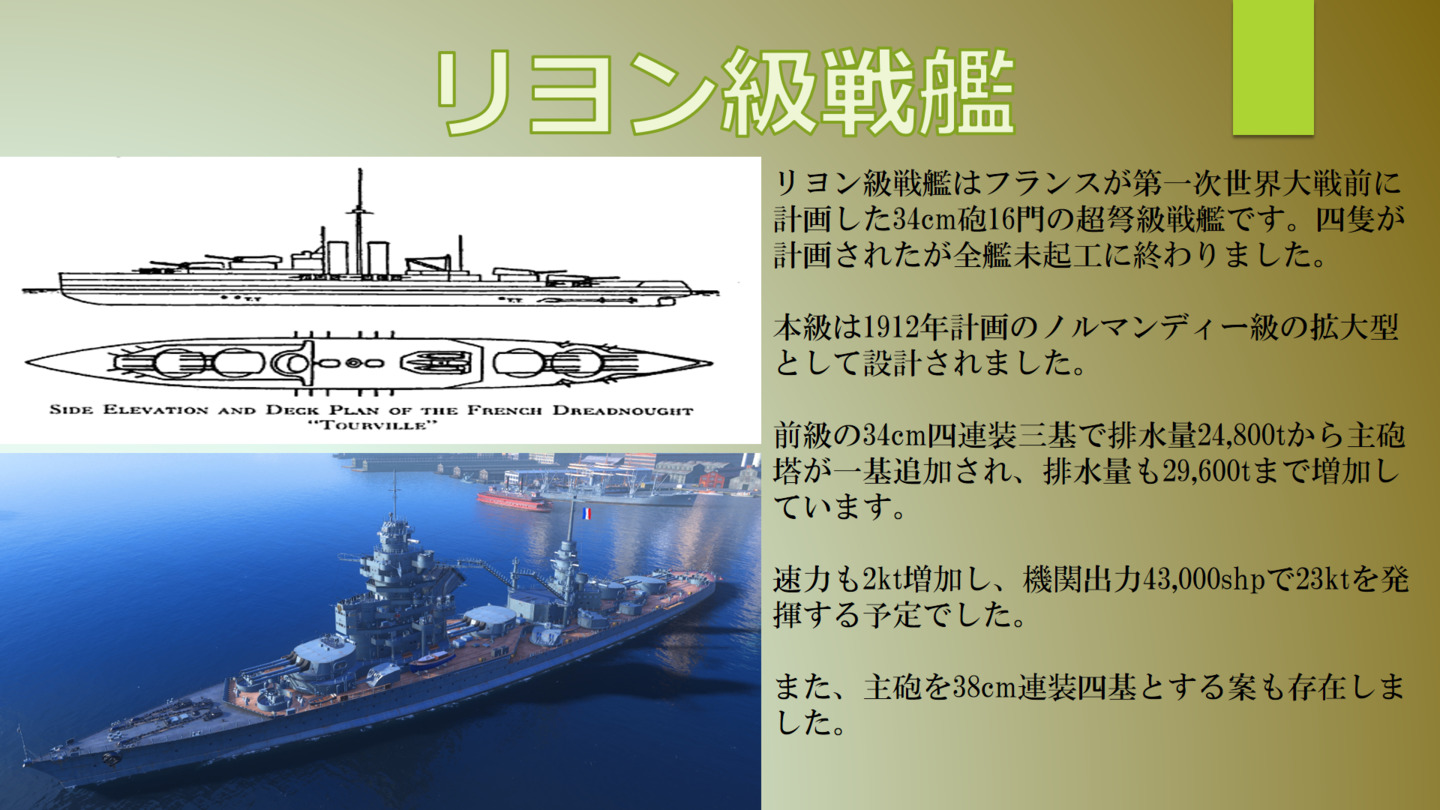 リヨン級戦艦
リヨン級戦艦はフランスが第一次世界大戦前に
計画した34cm砲16門の超弩級戦艦です。四隻が
計画されたが全艦未起工に終わりました。
本級は1912年計画のノルマンディー級の拡大型
として設計されました。
前級の34cm四連装三基で排水量24,800tから主砲
塔が一基追加され、排水量も29,600tまで増加し
ています。
速力も2kt増加し、機関出力43,000shpで23ktを発
揮する予定でした。
また、主砲を38cm連装四基とする案も存在しま
した。
T.T
T.T
SIDE ELEVATION AND DECK PLAN OF THE FRENCH DREADNOUGHT
"TOURVILLE"